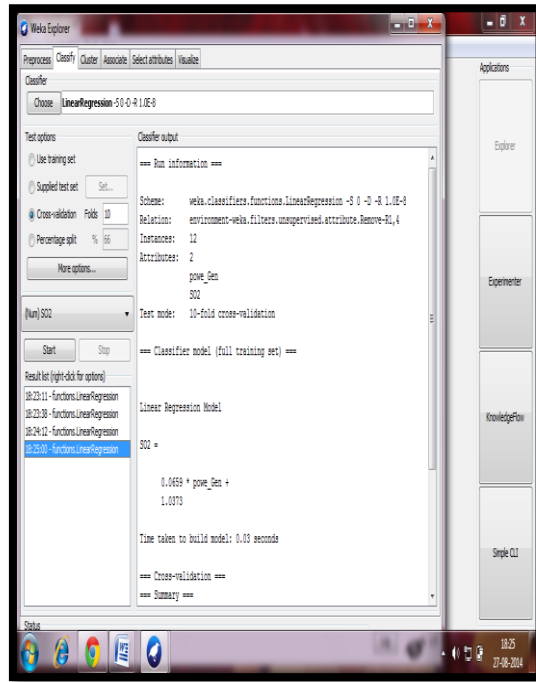 Weka Explorer
Preprocess Classify Cluster Associate Select attributes Visualize
Classifier
Choose LinearRegression -S 0 -D -R 1.0E-8
Test options
Use training set
Supplied test set Set...
Cross-validation Folds 10
Percentage split % 66
More options...
(Num) SO2
Start Stop
Result list (right-click for options)
18:23:11 - functions.LinearRegression
18:23:38 - functions.LinearRegression
18:24:12 - functions.LinearRegression
18:25:00 - functions.LinearRegression
Classifier output
=== Run information ===
Scheme: weka.classifiers.functions.LinearRegression -S 0 -D -R 1.0E-8
Relation: environment-weka.filters.unsupervised.attribute.Remove-R1,4
Instances: 12
Attributes: 2
powe_Gen
SO2
Test mode: 10-fold cross-validation
=== Classifier model (full training set) ===
Linear Regression Model
SO2 =
0.0659 * powe_Gen +
1.0373
Time taken to build model: 0.03 seconds
=== Cross-validation ===
=== Summary ===
Status
Applications
Explorer
Experimenter
KnowledgeFlow
Simple CLI
18:25
27-08-2014